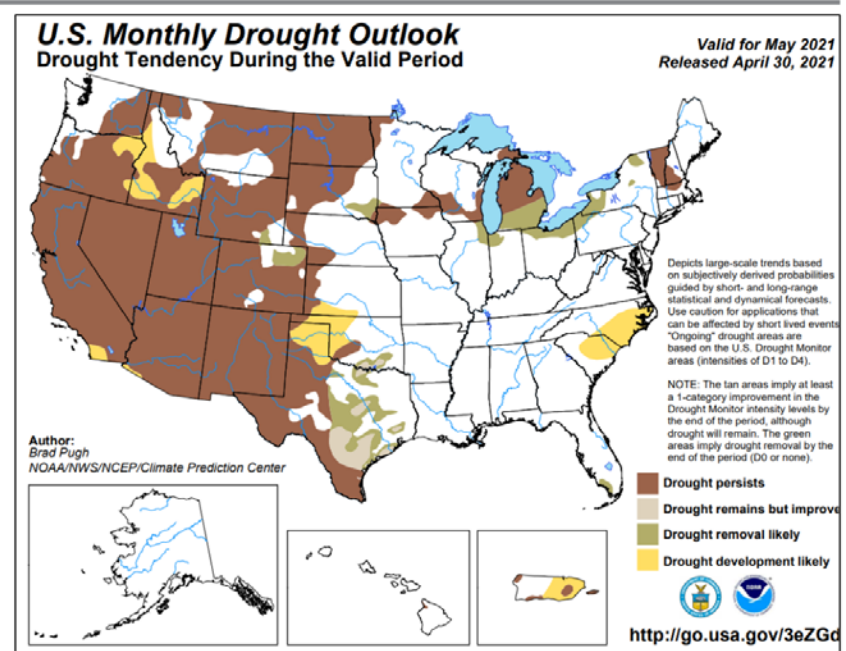 U.S. Monthly Drought Outlook
Drought Tendency During the Valid Period
Valid for May 2021
Released April 30, 2021
Depicts large-scale trends based
on subjectively derived probabilities
guided by short- and long-range
statistical and dynamical forecasts.
Use caution for applications that
can be affected by short lived events
"Ongoing" drought areas are
based on the U.S. Drought Monitor
areas (intensities of D1 to D4).
NOTE: The tan areas imply at least
a 1-category improvement in the
Drought Monitor intensity levels by
the end of the period, although
drought will remain. The green
areas imply drought removal by the
end of the period (D0 or none).
Author:
Brad Pugh
NOAA/NWS/NCEP/Climate Prediction Center
Drought persists
Drought remains but improve
Drought removal likely
Drought development likely
http://go.usa.gov/3eZGd